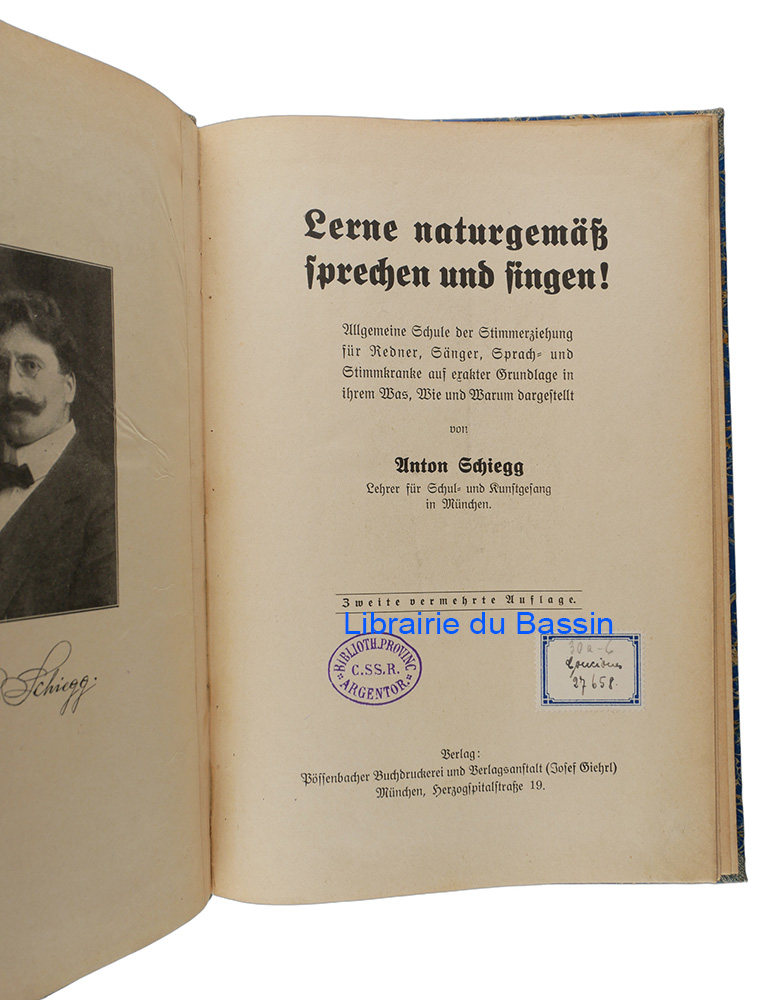 Schiegg.
Lerne naturgemäß
sprechen und singen!
Allgemeine Schule der Stimmerziehung
für Redner, Sänger, Sprach- und
Stimmkranke auf exakter Grundlage in
ihrem Was, Wie und Warum dargestellt
von
Anton Schiegg
Lehrer für Schul- und Kunstgesang
in München.
Zweite vermehrte Auflage.
Librairie du Bassin
BIBLIOTH. PROVINC
C.SS.R.
ARGENTOR.
27658.
Verlag:
Pössenbacher Buchdruckerei und Verlagsanstalt (Josef Giehrl)
München, Herzogspitalstraße 19.